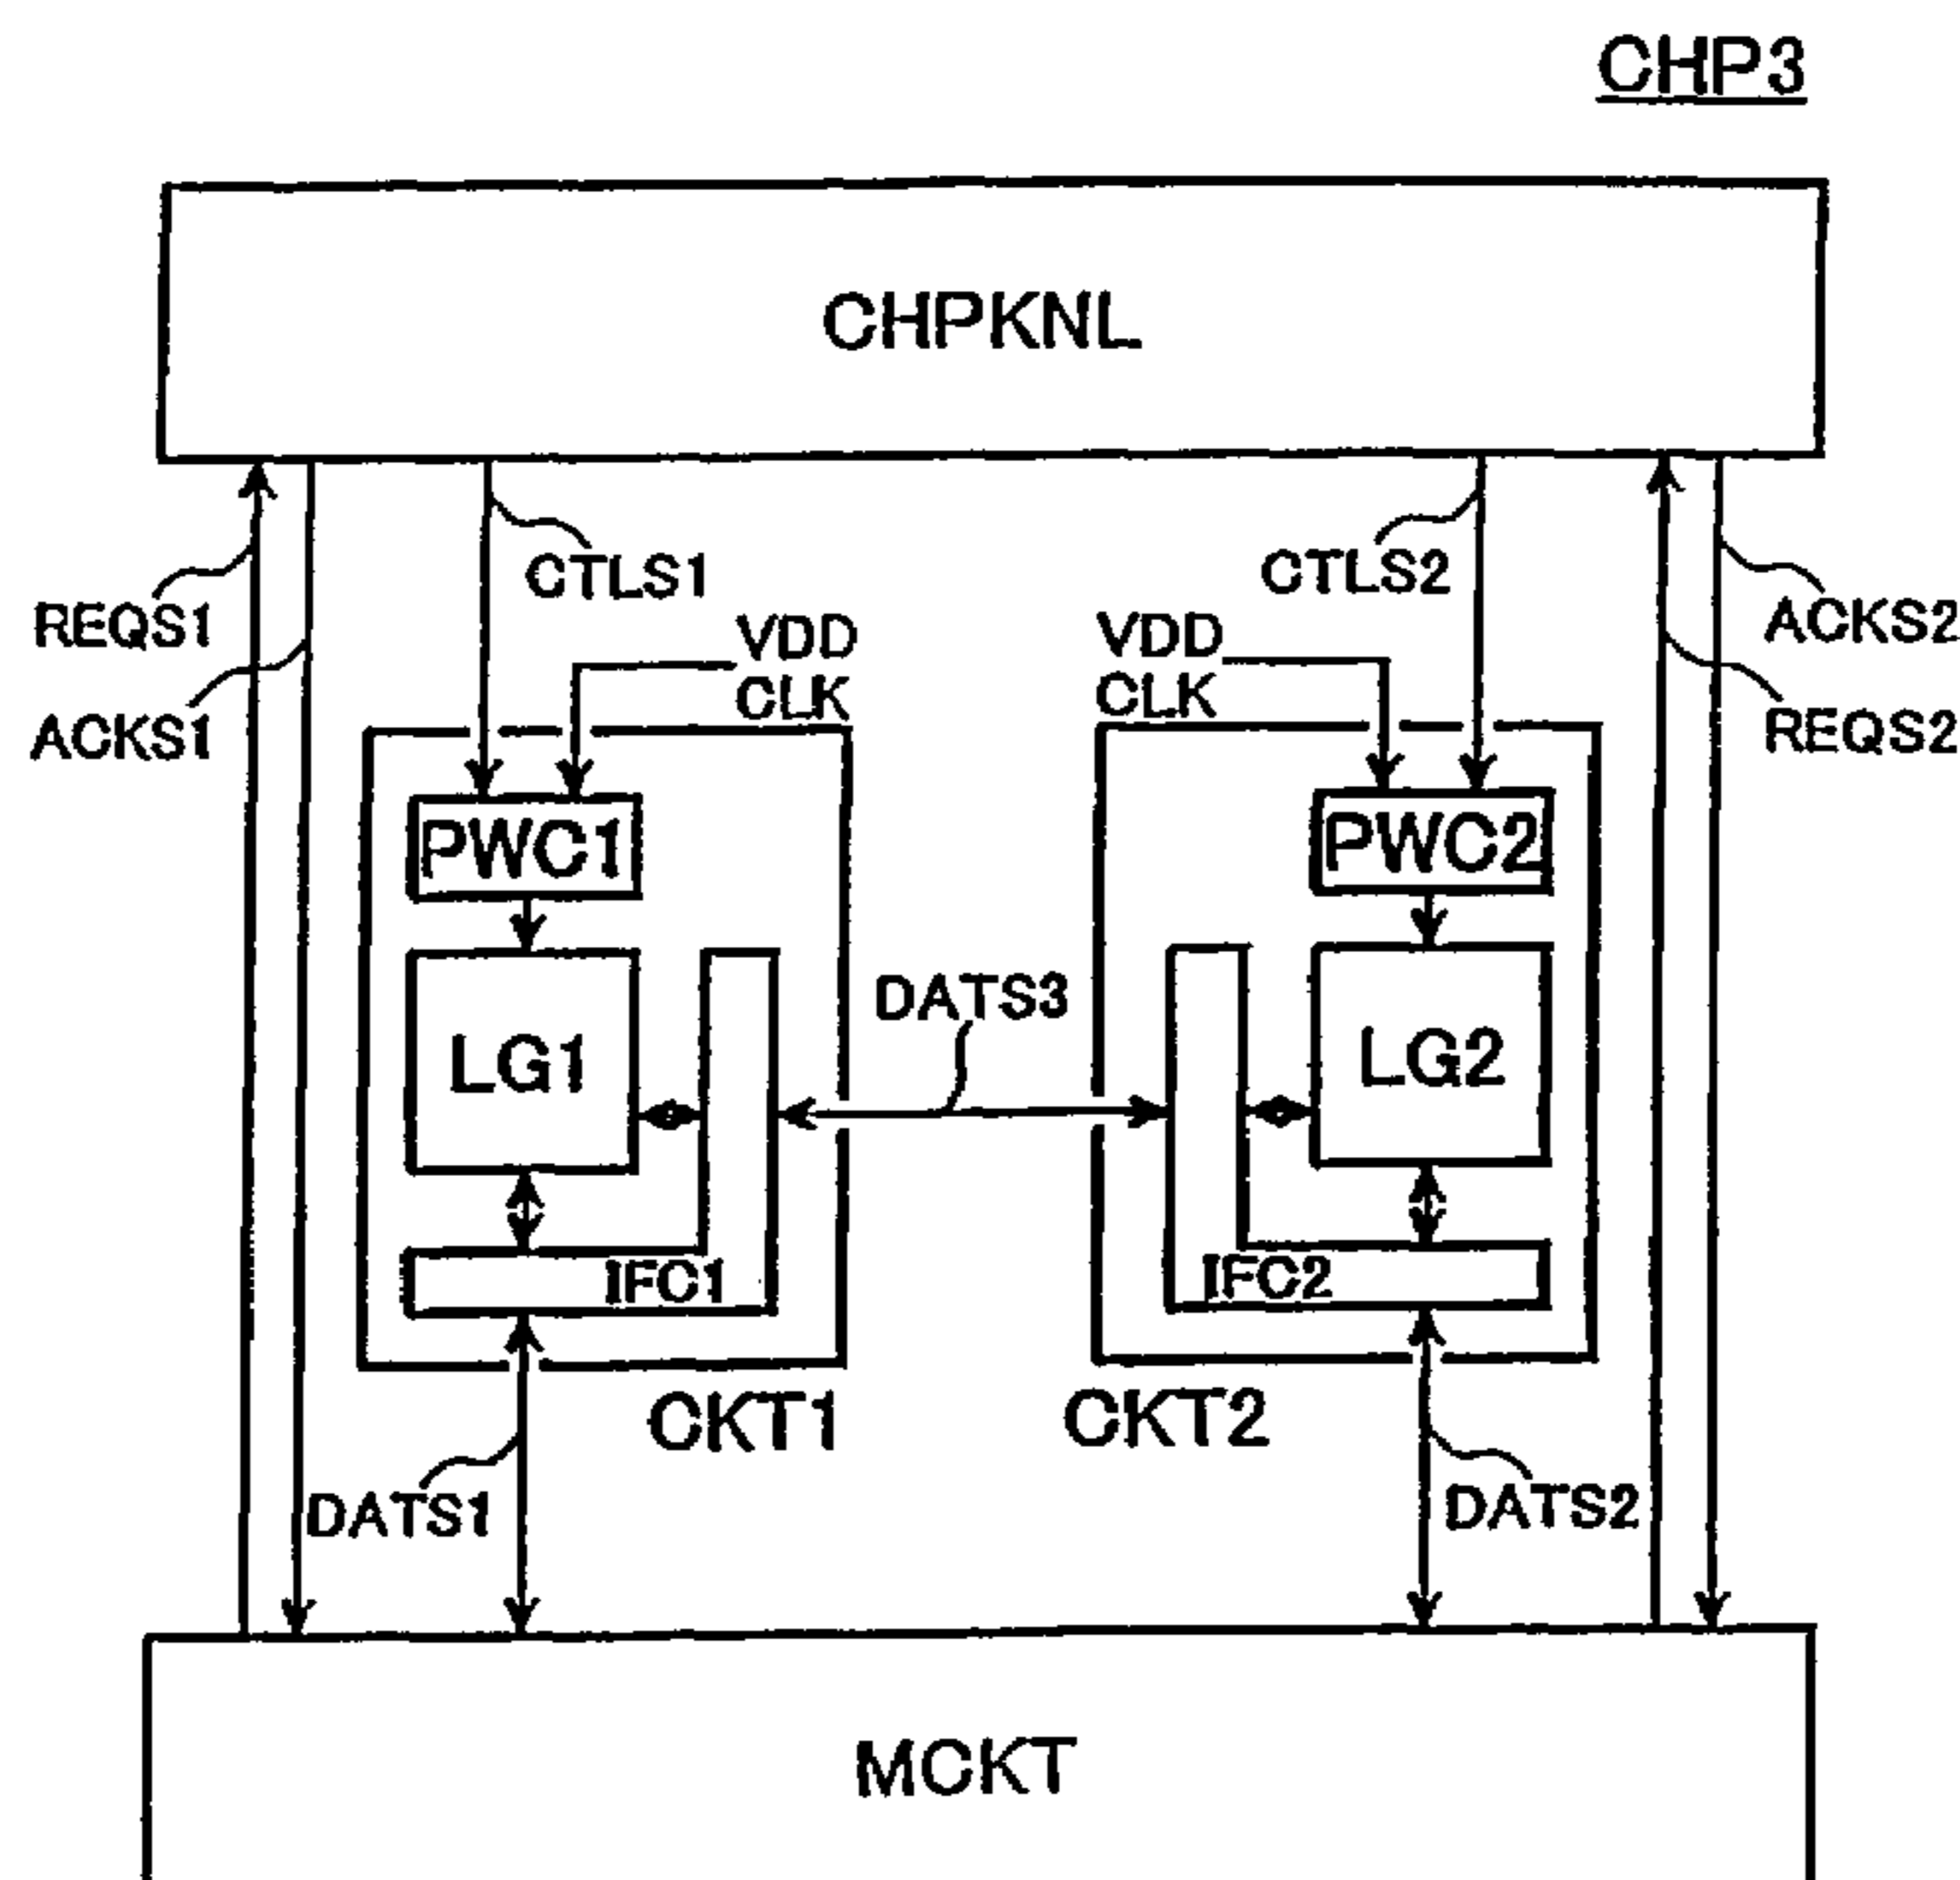 CHP3
CHPKNL
CTLS1
CTLS2
REQS1
ACKS2
VDD
VDD
CLK
CLK
ACKS1
REQS2
PWC1
PWC2
DATS3
LG1
LG2
IFC1
IFC2
CKT1
CKT2
DATS1
DATS2
MCKT